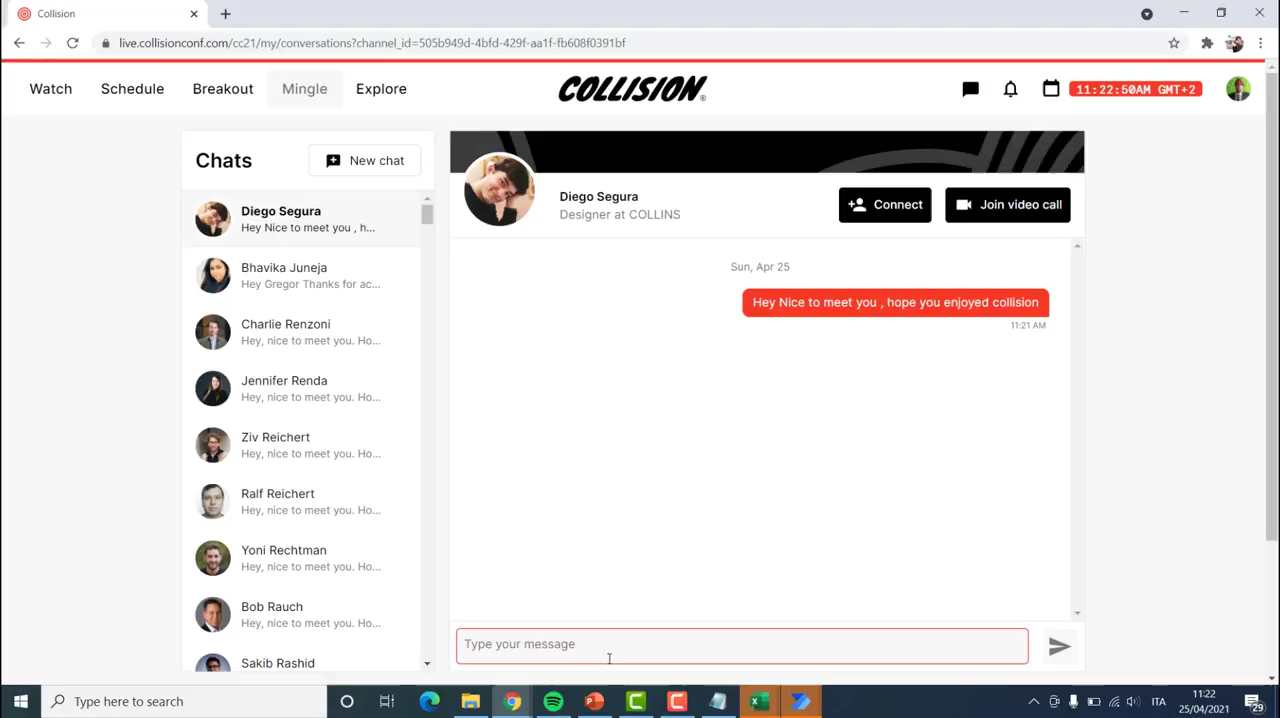 Collision
live.collisionconf.com/cc21/my/conversations?channel_id=505b949d-4bfd-429f-aa1f-fb608f0391bf
Watch
Schedule
Breakout
Mingle
Explore
COLLISION
11:22:50AM GMT+2
Chats
New chat
Diego Segura
Hey Nice to meet you , h...
Bhavika Juneja
Hey Gregor Thanks for ac...
Charlie Renzoni
Hey, nice to meet you. Ho...
Jennifer Renda
Hey, nice to meet you. Ho...
Ziv Reichert
Hey, nice to meet you. Ho...
Ralf Reichert
Hey, nice to meet you. Ho...
Yoni Rechtman
Hey, nice to meet you. Ho...
Bob Rauch
Hey, nice to meet you. Ho...
Sakib Rashid
Diego Segura
Designer at COLLINS
Connect
Join video call
Sun, Apr 25
Hey Nice to meet you , hope you enjoyed collision
11:21 AM
Type your message
Type here to search
ITA
11:22
25/04/2021
29